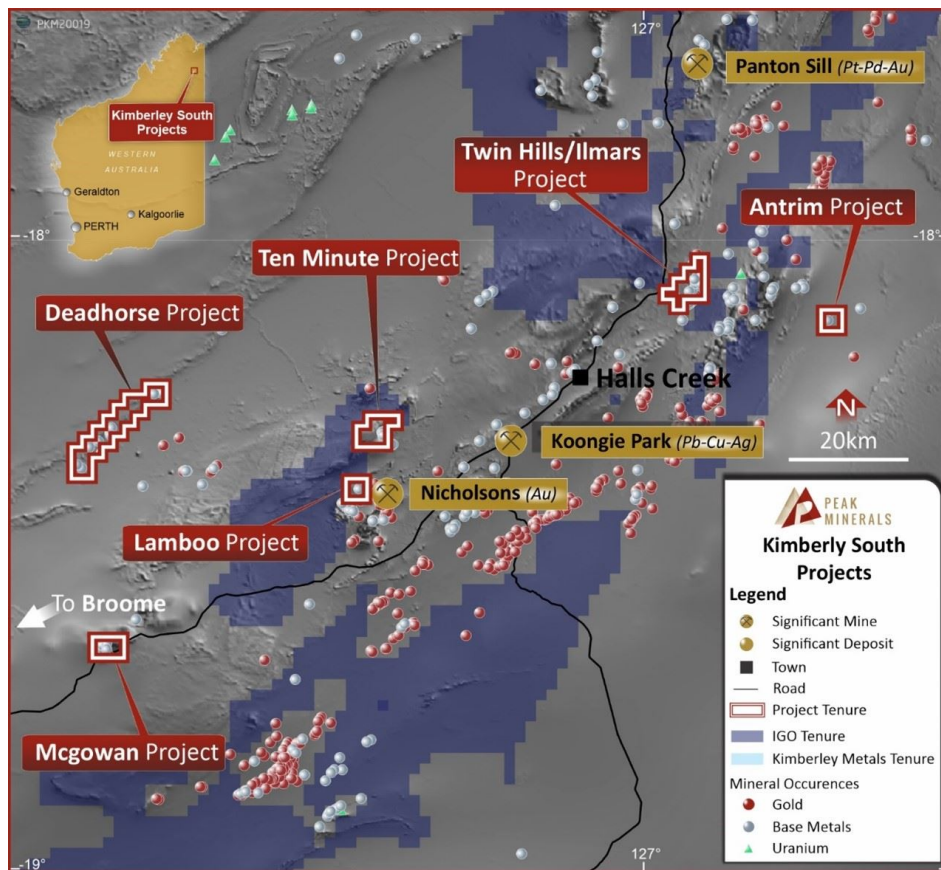 PKM20019
127°
Panton Sill (Pt-Pd-Au)
Kimberley South
Projects
WESTERN
AUSTRALIA
Geraldton
Kalgoorlie
PERTH
Twin Hills/Ilmars
Project
Antrim Project
-18°
-18°
Ten Minute Project
Deadhorse Project
Halls Creek
N
20km
Koongie Park (Pb-Cu-Ag)
Nicholsons (Au)
Lamboo Project
To Broome
Mcgowan Project
PEAK
MINERALS
Kimberly South
Projects
Legend
Significant Mine
Significant Deposit
Town
Road
Project Tenure
IGO Tenure
Kimberley Metals Tenure
Mineral Occurences
Gold
Base Metals
Uranium
-19°
127°